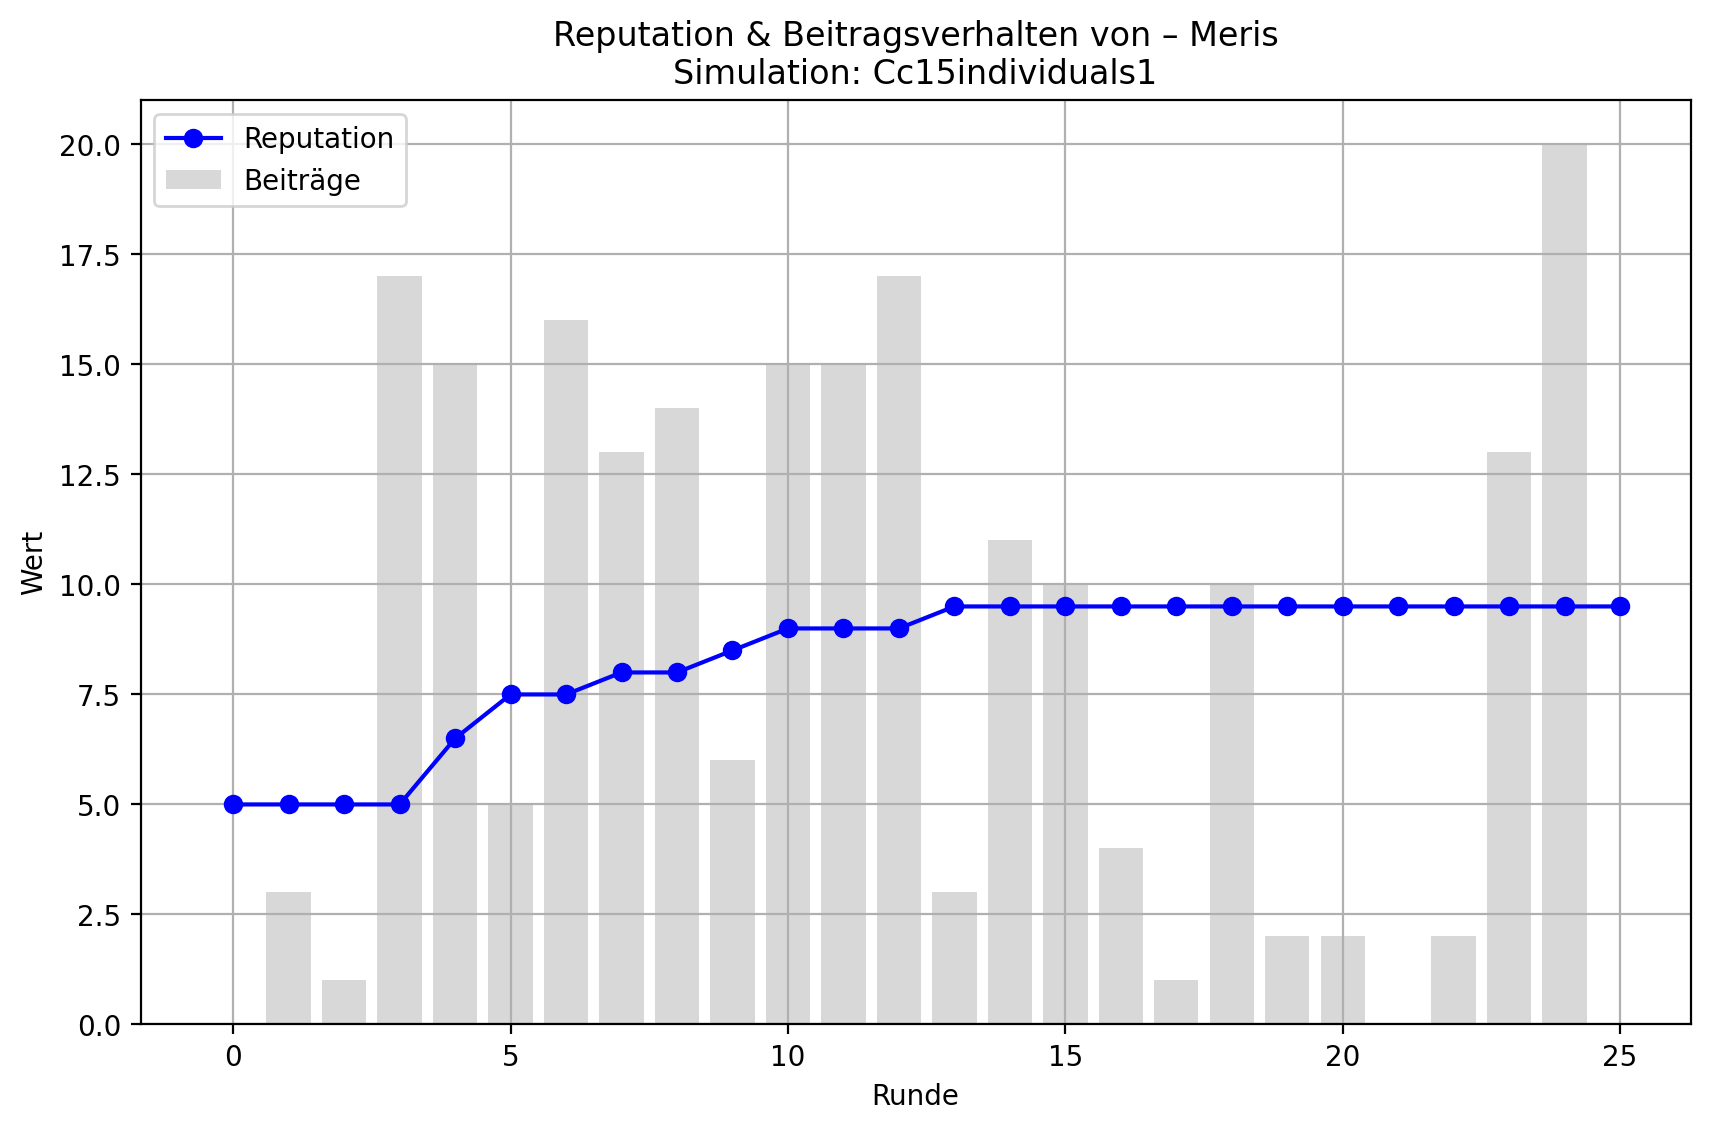 Reputation & Beitragsverhalten von – Meris
Simulation: Cc15individuals1
Reputation
Beiträge
20.0
17.5
15.0
12.5
10.0
7.5
5.0
2.5
0.0
Wert
0 5 10 15 20 25
Runde